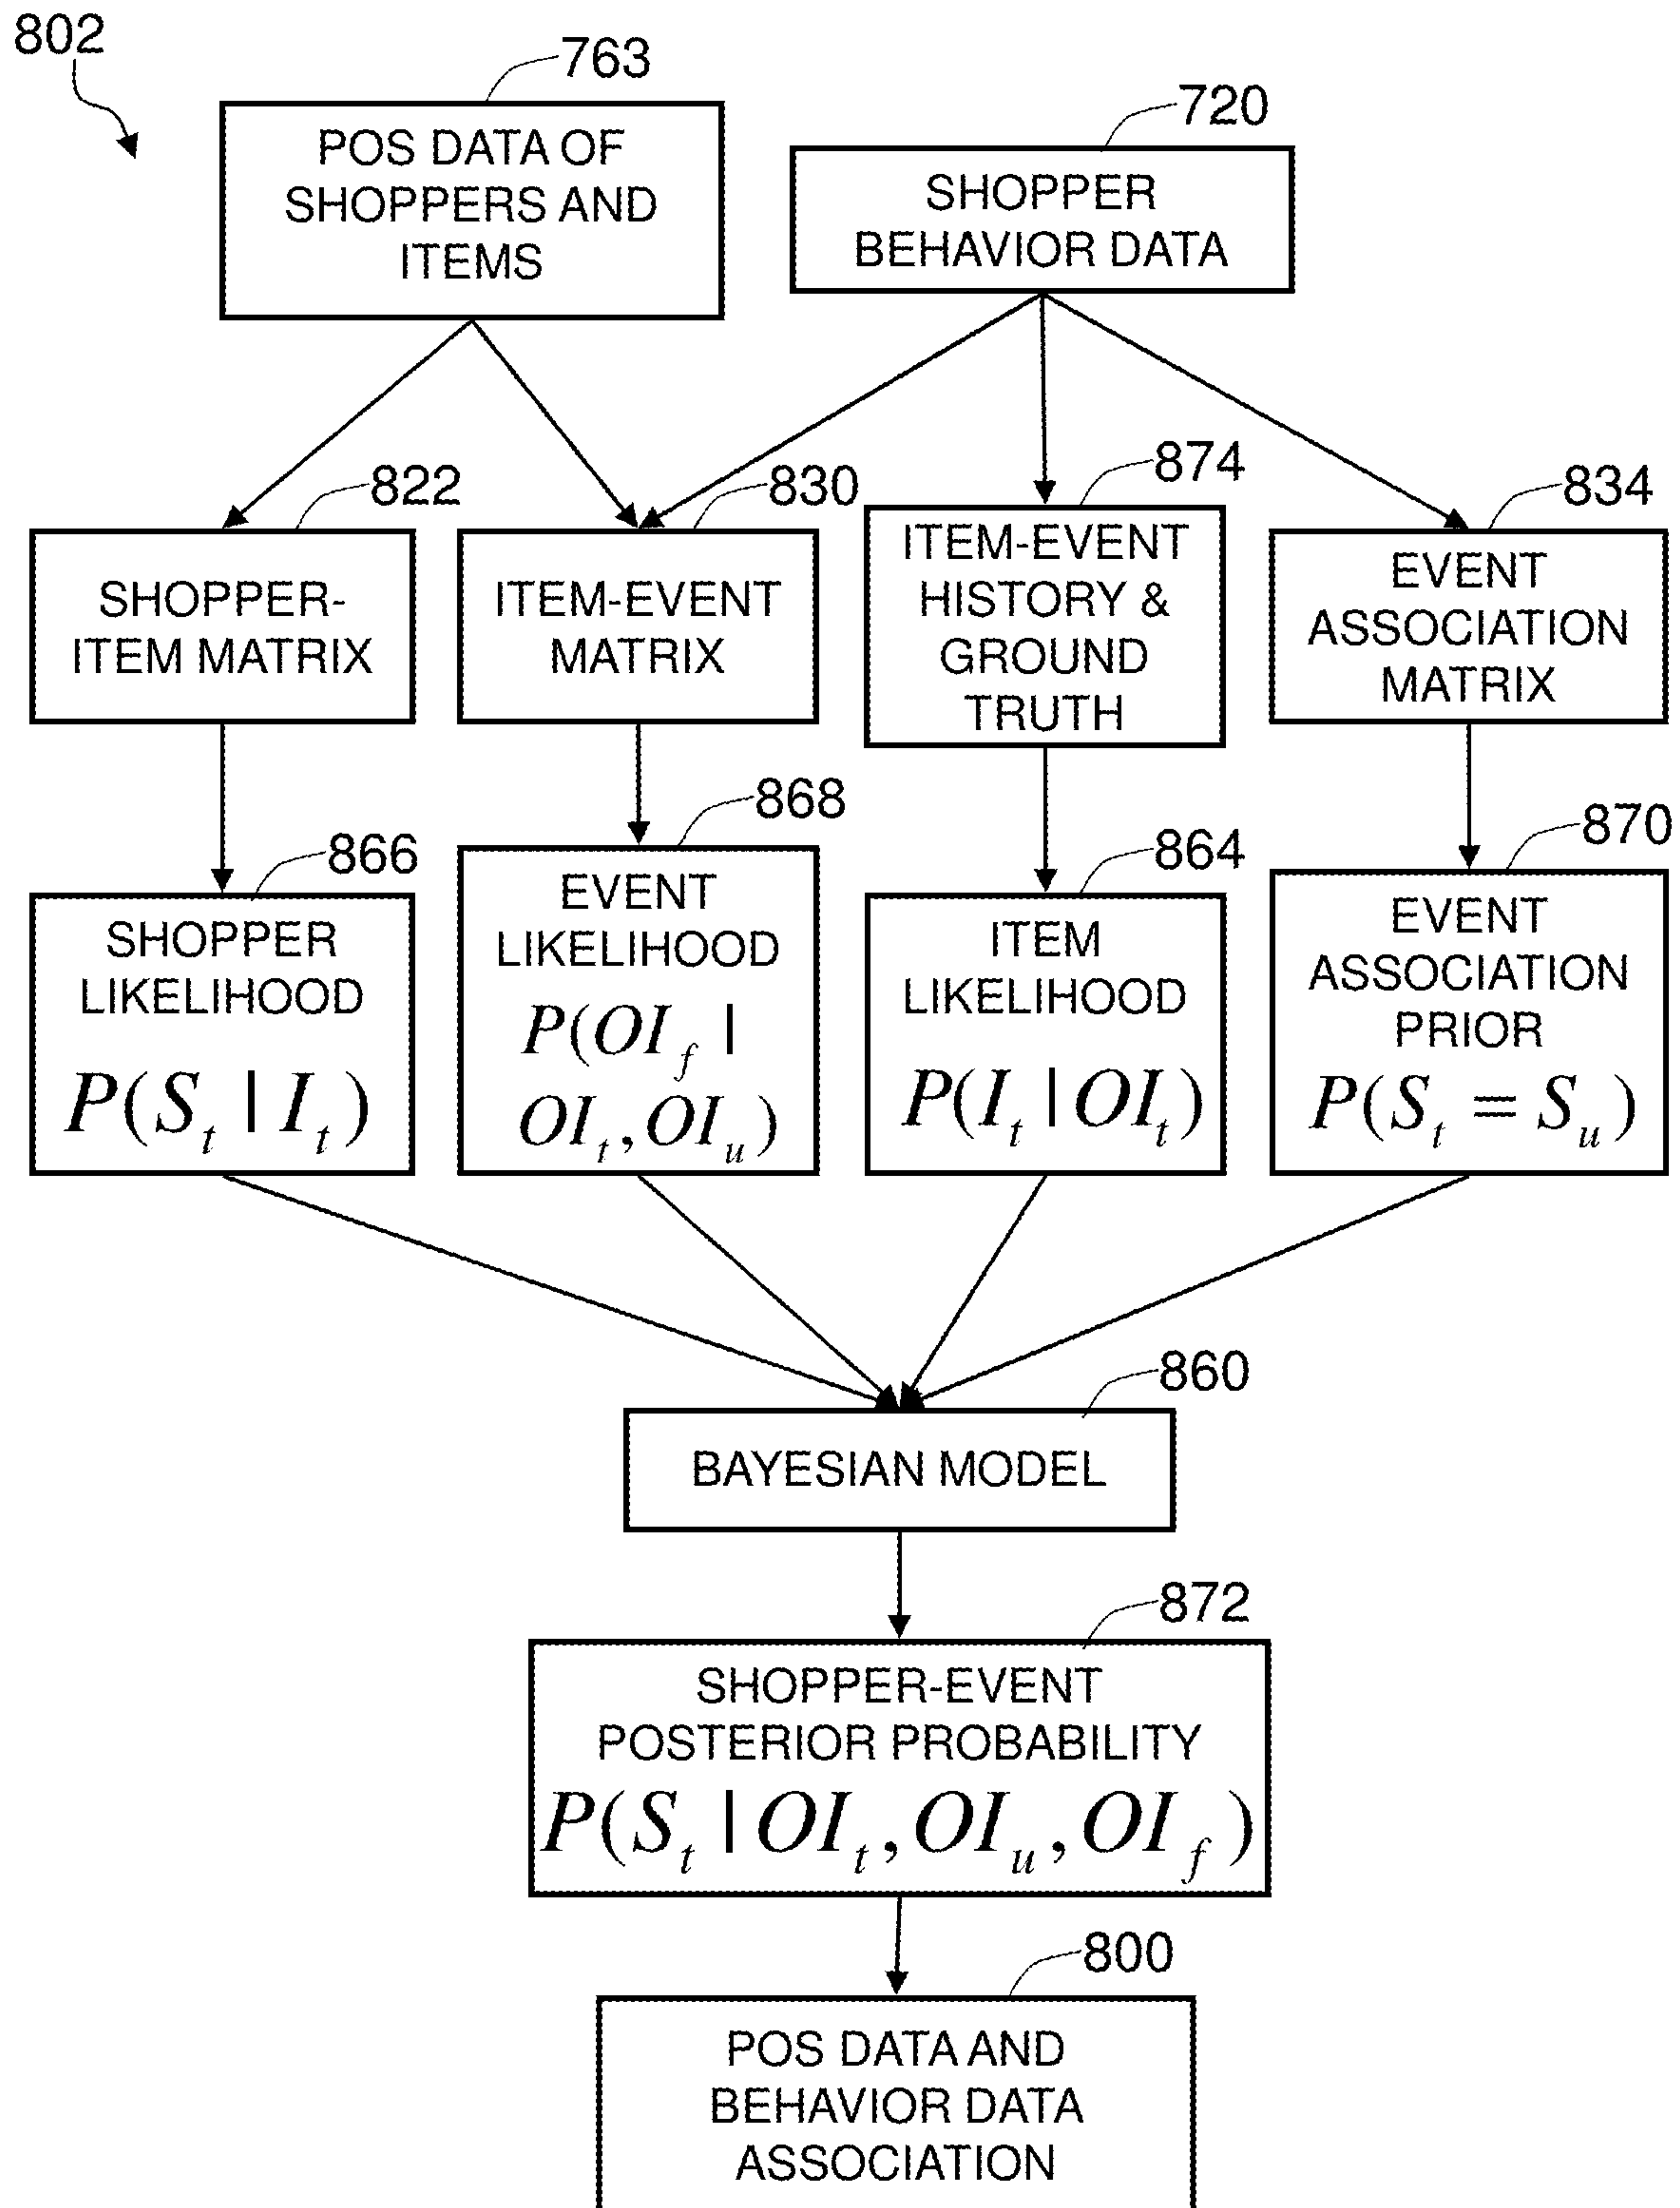 802
763
POS DATA OF
SHOPPERS AND
ITEMS
720
SHOPPER
BEHAVIOR DATA
822
SHOPPER-
ITEM MATRIX
830
ITEM-EVENT
MATRIX
874
ITEM-EVENT
HISTORY &
GROUND
TRUTH
834
EVENT
ASSOCIATION
MATRIX
866
SHOPPER
LIKELIHOOD
P(S_t | I_t)
868
EVENT
LIKELIHOOD
P(OI_f |
OI_t, OI_u)
864
ITEM
LIKELIHOOD
P(I_t | OI_t)
870
EVENT
ASSOCIATION
PRIOR
P(S_t = S_u)
860
BAYESIAN MODEL
872
SHOPPER-EVENT
POSTERIOR PROBABILITY
P(S_t | OI_t, OI_u, OI_f)
800
POS DATA AND
BEHAVIOR DATA
ASSOCIATION